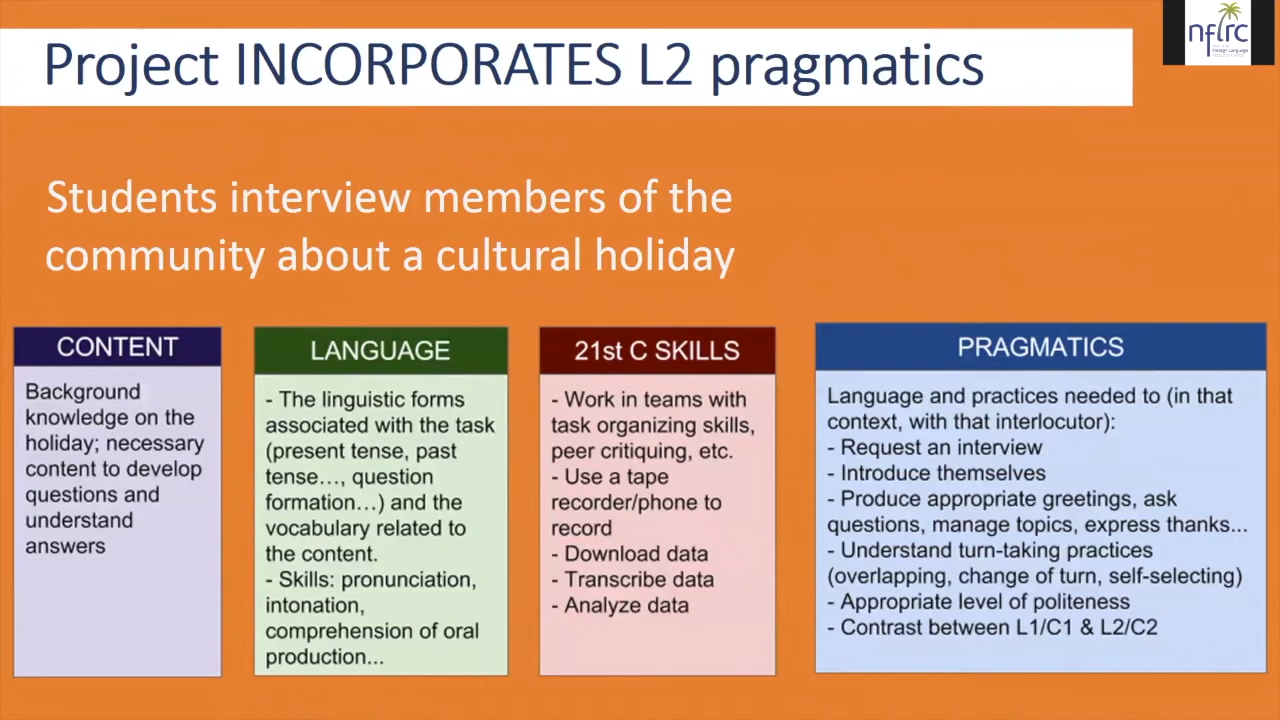 Project INCORPORATES L2 pragmatics
nflrc
Students interview members of the
community about a cultural holiday
CONTENT
Background
knowledge on the
holiday; necessary
content to develop
questions and
understand
answers
LANGUAGE
- The linguistic forms
associated with the task
(present tense, past
tense…, question
formation…) and the
vocabulary related to
the content.
- Skills: pronunciation,
intonation,
comprehension of oral
production...
21st C SKILLS
- Work in teams with
task organizing skills,
peer critiquing, etc.
- Use a tape
recorder/phone to
record
- Download data
- Transcribe data
- Analyze data
PRAGMATICS
Language and practices needed to (in that
context, with that interlocutor):
- Request an interview
- Introduce themselves
- Produce appropriate greetings, ask
questions, manage topics, express thanks...
- Understand turn-taking practices
(overlapping, change of turn, self-selecting)
- Appropriate level of politeness
- Contrast between L1/C1 & L2/C2